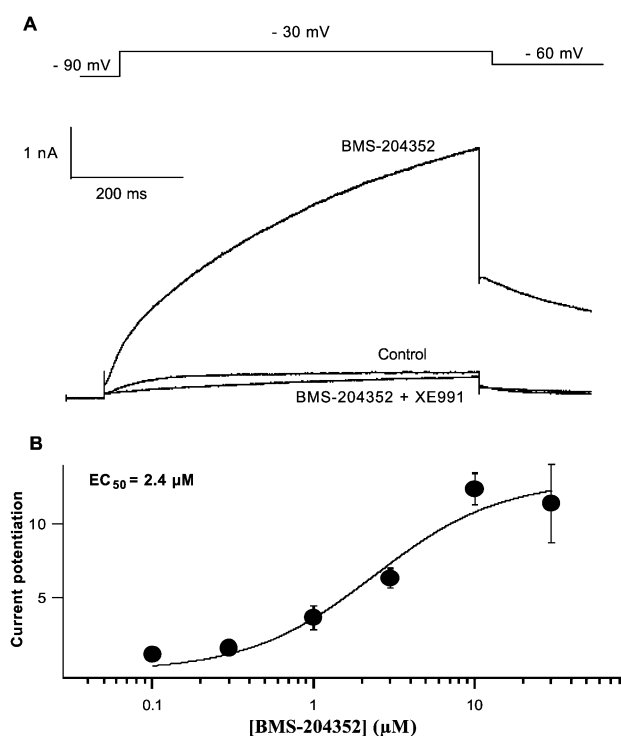 A
- 30 mV
- 90 mV
- 60 mV
1 nA
200 ms
BMS-204352
Control
BMS-204352 + XE991
B
EC50 = 2.4 µM
Current potentiation
10
5
0.1
1
10
[BMS-204352] (µM)